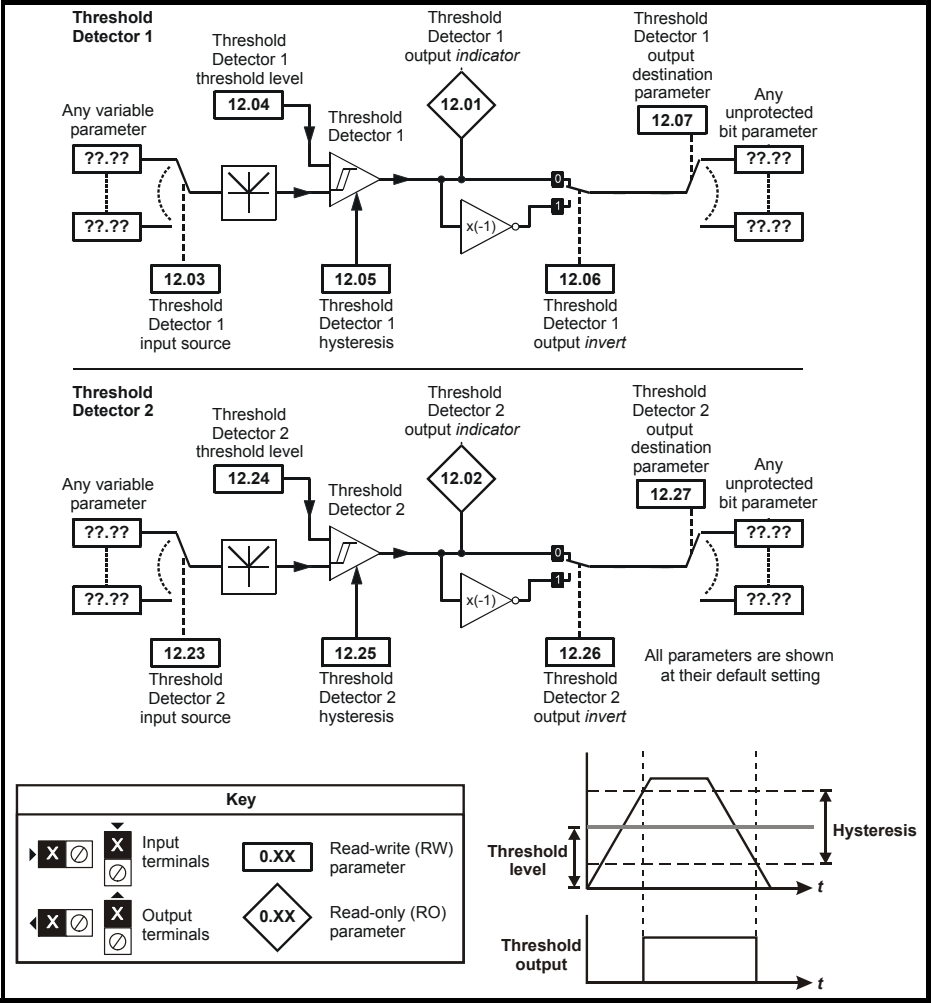 Threshold
Detector 1
Threshold
Detector 1
threshold level
12.04
Any variable
parameter
??.??
??.??
12.03
Threshold
Detector 1
input source
Threshold
Detector 1
12.05
Threshold
Detector 1
hysteresis
Threshold
Detector 1
output indicator
12.01
x(-1)
0
1
12.06
Threshold
Detector 1
output invert
Threshold
Detector 1
output
destination
parameter
12.07
Any
unprotected
bit parameter
??.??
??.??
Threshold
Detector 2
Threshold
Detector 2
threshold level
12.24
Any variable
parameter
??.??
??.??
12.23
Threshold
Detector 2
input source
Threshold
Detector 2
12.25
Threshold
Detector 2
hysteresis
Threshold
Detector 2
output indicator
12.02
x(-1)
0
1
12.26
Threshold
Detector 2
output invert
Threshold
Detector 2
output
destination
parameter
12.27
Any
unprotected
bit parameter
??.??
??.??
All parameters are shown
at their default setting
Key
X
X
Input
terminals
0.XX
Read-write (RW)
parameter
X
X
Output
terminals
0.XX
Read-only (RO)
parameter
Threshold
level
Hysteresis
t
Threshold
output
t